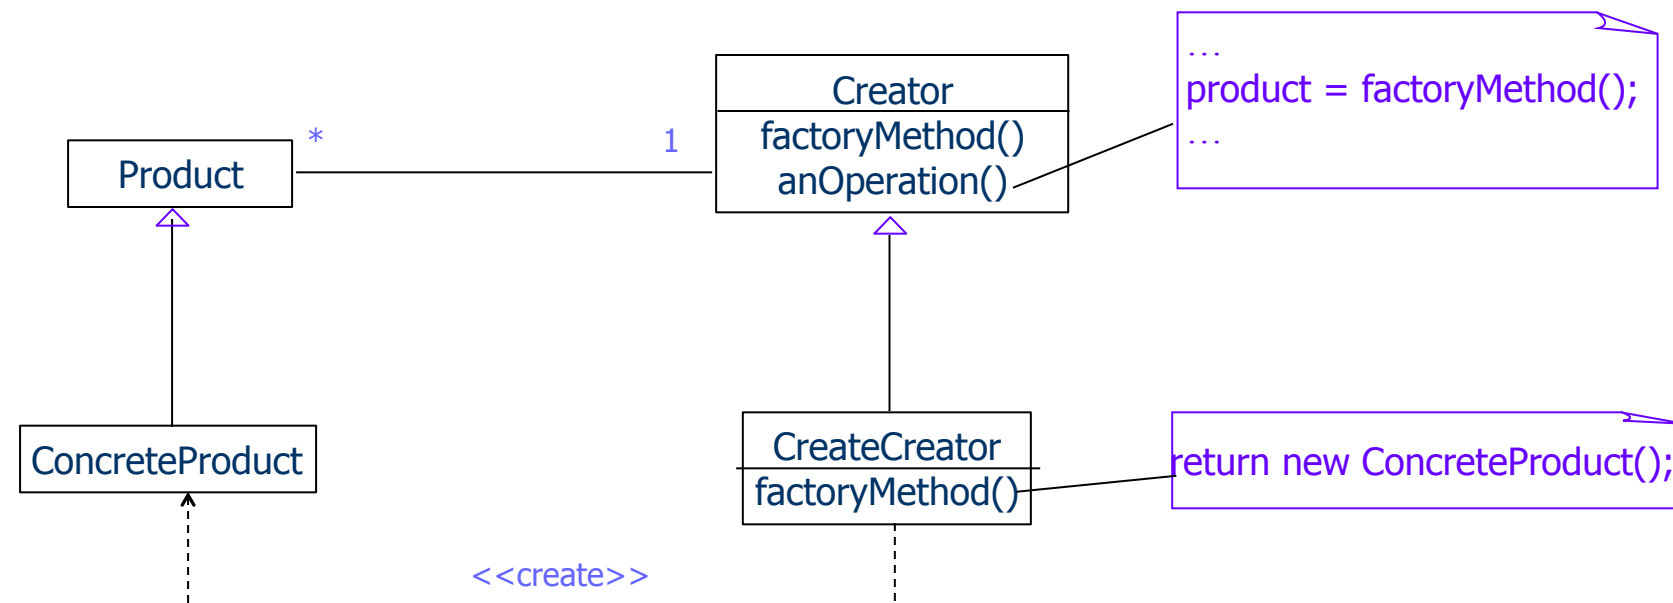 …
product = factoryMethod();
…
Creator
factoryMethod()
anOperation()
*
1
Product
ConcreteProduct
CreateCreator
factoryMethod()
return new ConcreteProduct();
<<create>>